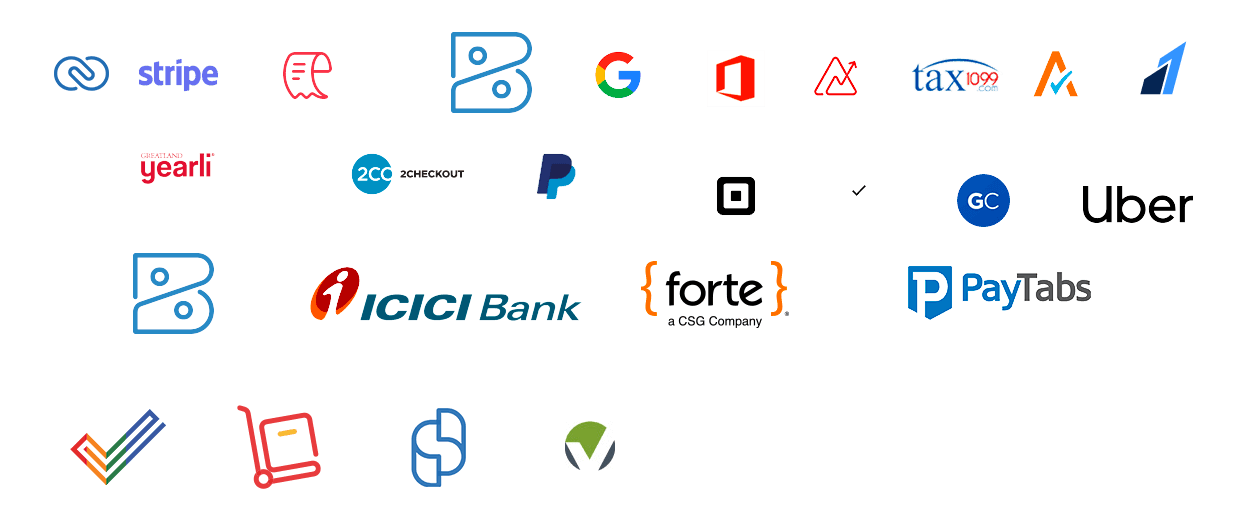 stripe
tax1099
.com
GREATLAND
yearli
2CO 2CHECKOUT
GC
Uber
i ICICI Bank
{forte}®
a CSG Company
P PayTabs